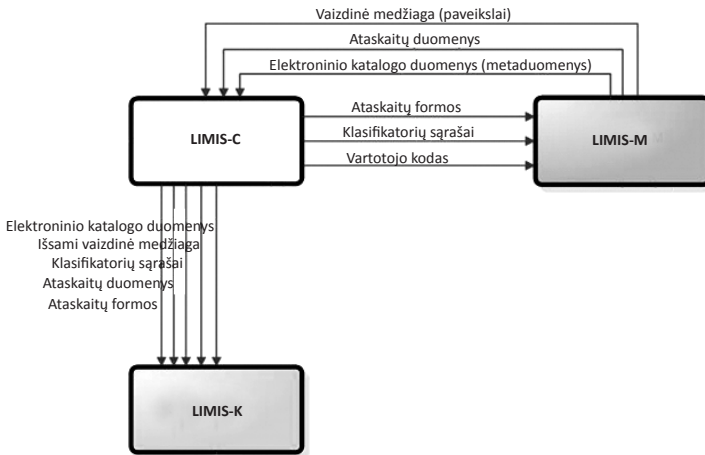 Vaizdinė medžiaga (paveikslai)
Ataskaitų duomenys
Elektroninio katalogo duomenys (metaduomenys)
LIMIS-C
Ataskaitų formos
Klasifikatorių sąrašai
Vartotojo kodas
LIMIS-M
Elektroninio katalogo duomenys
Išsami vaizdinė medžiaga
Klasifikatorių sąrašai
Ataskaitų duomenys
Ataskaitų formos
LIMIS-K